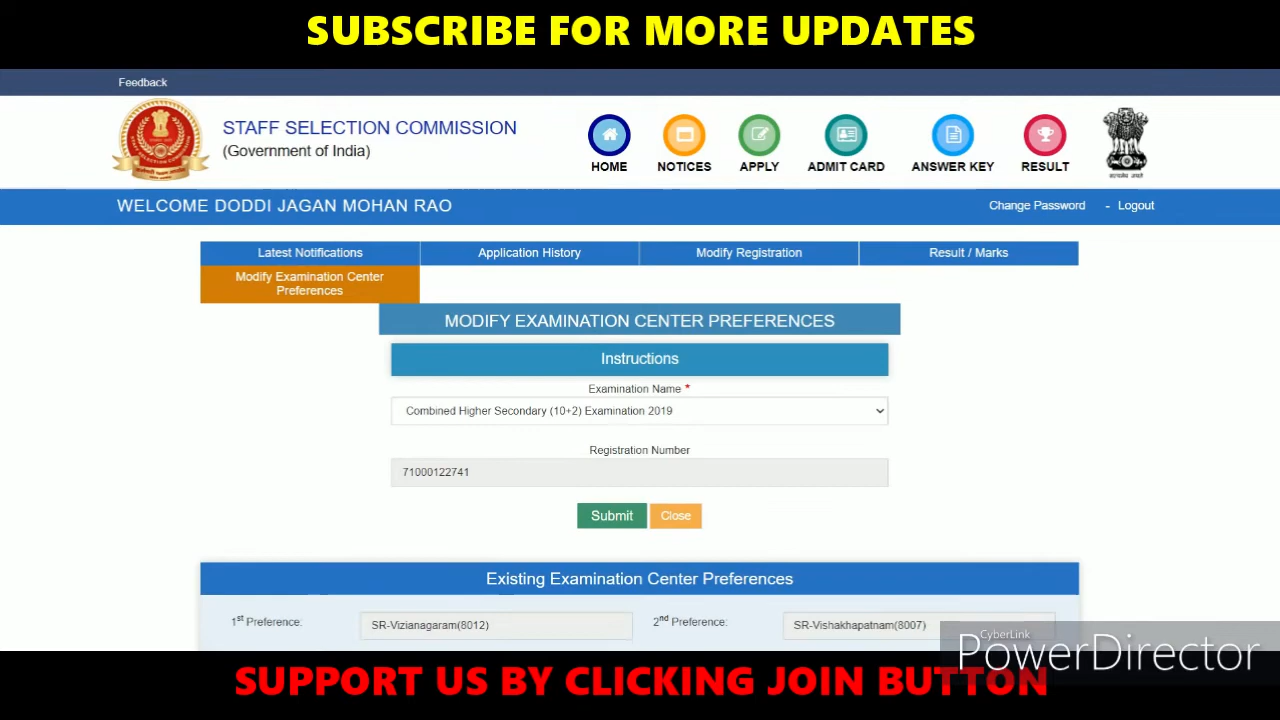 SUBSCRIBE FOR MORE UPDATES
Feedback
STAFF SELECTION COMMISSION
(Government of India)
HOME
NOTICES
APPLY
ADMIT CARD
ANSWER KEY
RESULT
WELCOME DODDI JAGAN MOHAN RAO
Change Password - Logout
Latest Notifications
Application History
Modify Registration
Result / Marks
Modify Examination Center
Preferences
MODIFY EXAMINATION CENTER PREFERENCES
Instructions
Examination Name *
Combined Higher Secondary (10+2) Examination 2019
Registration Number
71000122741
Submit
Close
Existing Examination Center Preferences
1st Preference:
SR-Vizianagaram(8012)
2nd Preference:
SR-Vishakhapatnam(8007)
CyberLink
PowerDirector
SUPPORT US BY CLICKING JOIN BUTTON